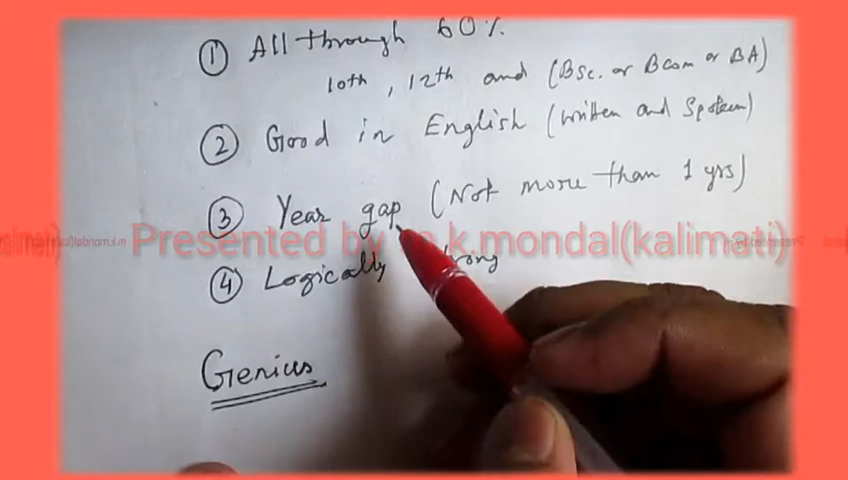 ① All through 60%
10th, 12th and (BSc. or Bcom or BA)
② Good in English (written and Spoken)
③ Year gap (Not more than 1 yrs)
Presented by m.k.mondal(kalimati)
④ Logically strong
Genius